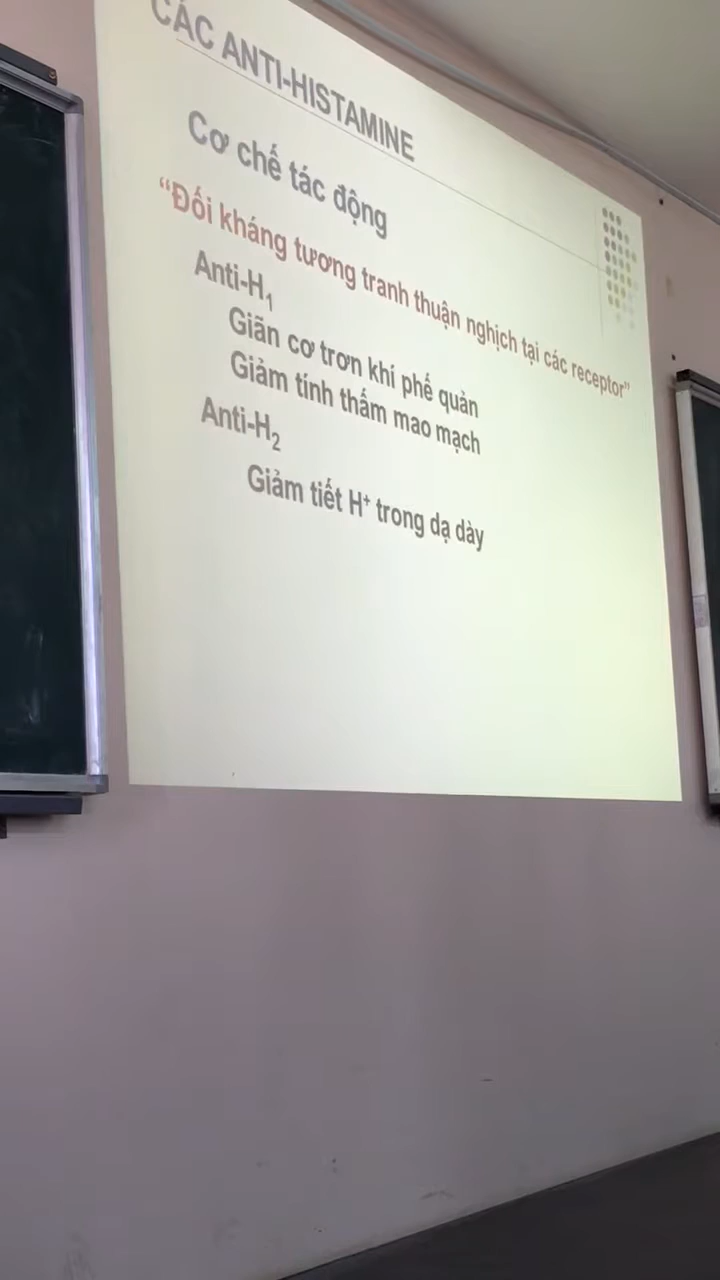 CÁC ANTI-HISTAMINE
Cơ chế tác động
“Đối kháng tương tranh thuận nghịch tại các receptor”
Anti-H₁
Giãn cơ trơn khí phế quản
Giảm tính thấm mao mạch
Anti-H₂
Giảm tiết H⁺ trong dạ dày